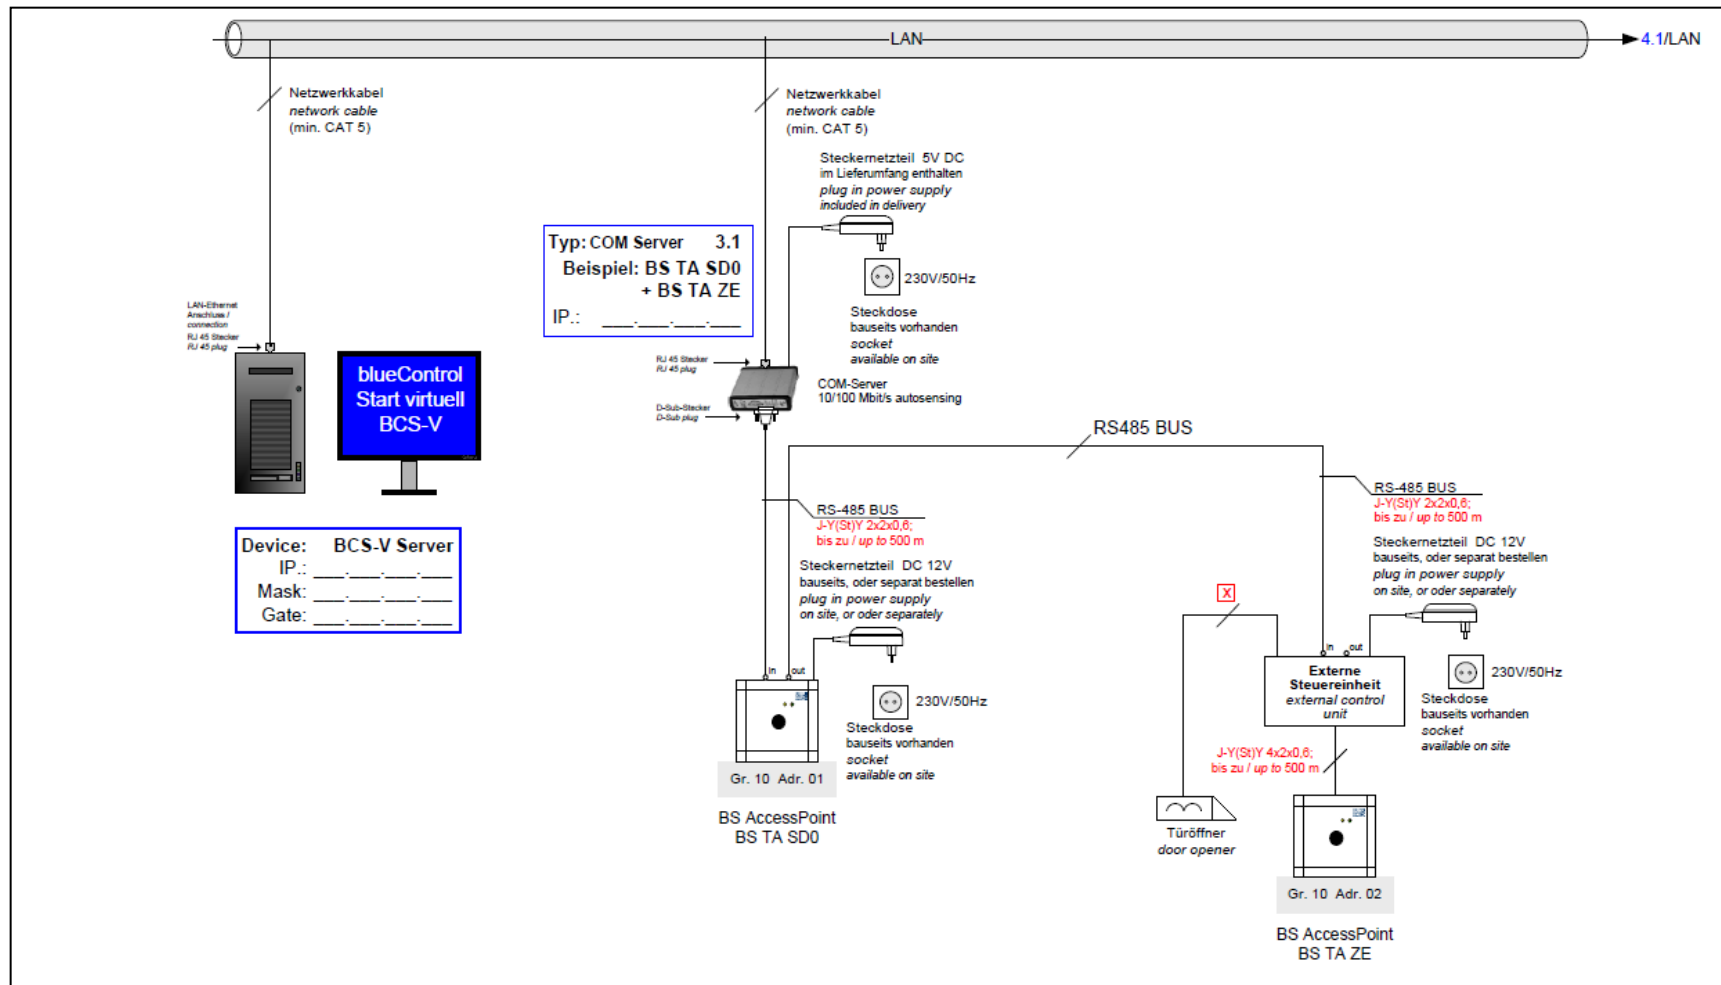 LAN
4.1/LAN
Netzwerkkabel
network cable
(min. CAT 5)
Netzwerkkabel
network cable
(min. CAT 5)
Steckernetzteil 5V DC
im Lieferumfang enthalten
plug in power supply
included in delivery
Typ: COM Server 3.1
Beispiel: BS TA SD0
+ BS TA ZE
IP.: ___.___.___.___
230V/50Hz
Steckdose
bauseits vorhanden
socket
available on site
LAN-Ethernet
Anschluss /
connection
RJ 45 Stecker
RJ 45 plug
blueControl
Start virtuell
BCS-V
RJ 45 Stecker
RJ 45 plug
COM-Server
10/100 Mbit/s autosensing
D-Sub-Stecker
D-Sub plug
RS485 BUS
RS-485 BUS
J-Y(St)Y 2x2x0,6;
bis zu / up to 500 m
RS-485 BUS
J-Y(St)Y 2x2x0,6;
bis zu / up to 500 m
Device: BCS-V Server
IP.: ___.___.___.___
Mask: ___.___.___.___
Gate: ___.___.___.___
Steckernetzteil DC 12V
bauseits, oder separat bestellen
plug in power supply
on site, or oder separately
Steckernetzteil DC 12V
bauseits, oder separat bestellen
plug in power supply
on site, or oder separately
X
in out
in out
230V/50Hz
Steckdose
bauseits vorhanden
socket
available on site
Externe
Steuereinheit
external control
unit
230V/50Hz
Steckdose
bauseits vorhanden
socket
available on site
J-Y(St)Y 4x2x0,6;
bis zu / up to 500 m
Gr. 10 Adr. 01
BS AccessPoint
BS TA SD0
Türöffner
door opener
Gr. 10 Adr. 02
BS AccessPoint
BS TA ZE